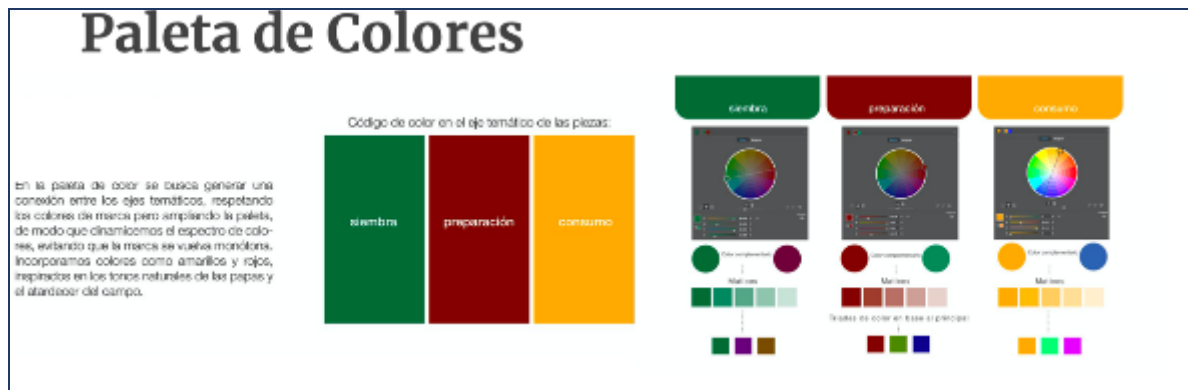 Paleta de Colores
En la paleta de color se busca generar una
conexión entre los ejes temáticos, respetando
los colores de marca pero ampliando la paleta,
de modo que dinamicemos el espectro de colo-
res, evitando que la marca se vuelva monótona.
Incorporamos colores como amarillos y rojos,
inspirados en los tonos naturales de las papas y
el atardecer del campo.
Código de color en el eje temático de las piezas:
siembra
preparación
consumo
siembra
preparación
consumo
Color complementario
Color complementario
Color complementario
Matices
Matices
Matices
Triadas de color en base al principal